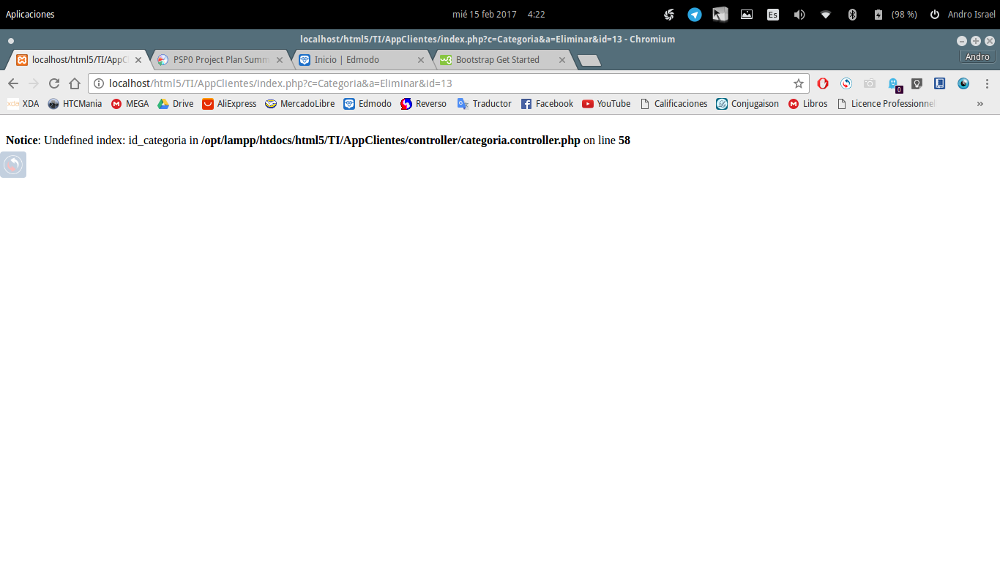 Aplicaciones mié 15 feb 2017 4:22 Es (98 %) Andro Israel
localhost/html5/TI/AppClientes/index.php?c=Categoria&a=Eliminar&id=13 - Chromium
localhost/html5/TI/AppCl PSP0 Project Plan Summ Inicio | Edmodo Bootstrap Get Started Andro
localhost/html5/TI/AppClientes/index.php?c=Categoria&a=Eliminar&id=13 0
xda XDA HTCMania MEGA Drive AliExpress MercadoLibre Edmodo Reverso Traductor Facebook YouTube Calificaciones Conjugaison Libros Licence Professionnel »
Notice: Undefined index: id_categoria in /opt/lampp/htdocs/html5/TI/AppClientes/controller/categoria.controller.php on line 58